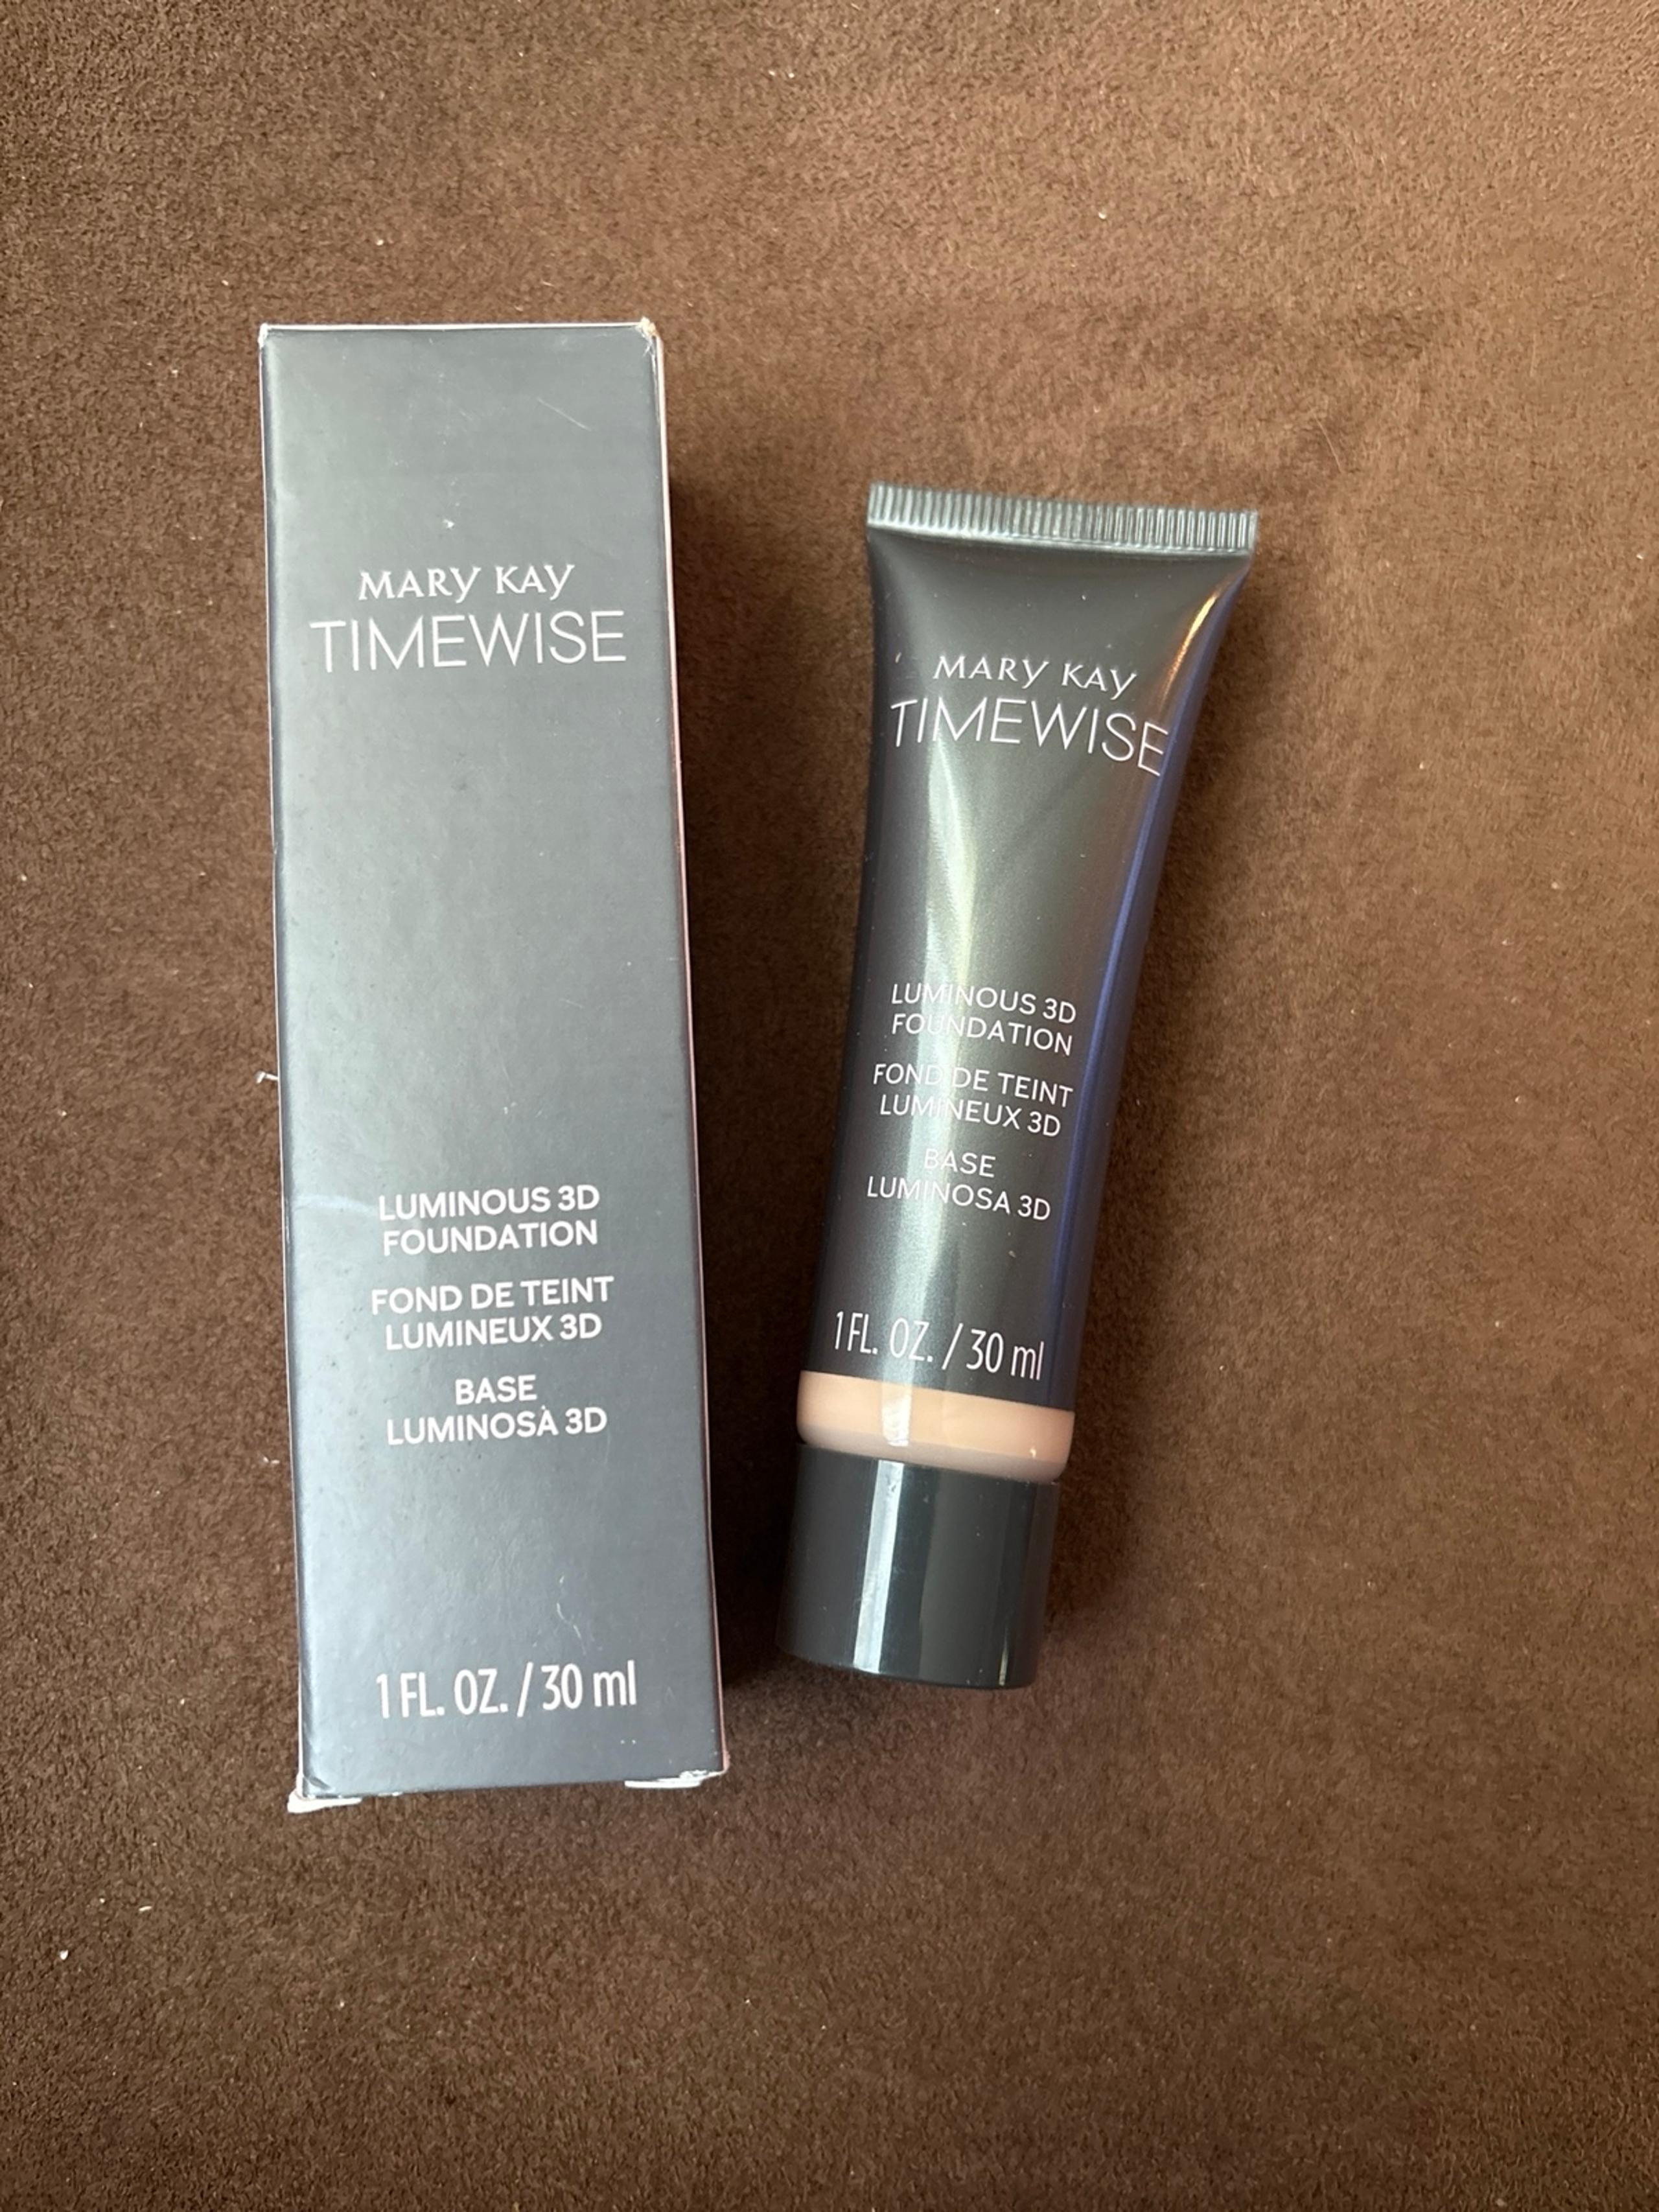 MARY KAY
TIMEWISE
LUMINOUS 3D
FOUNDATION
FOND DE TEINT
LUMINEUX 3D
BASE
LUMINOSA 3D
1 FL. OZ. / 30 ml
MARY KAY
TIMEWISE
LUMINOUS 3D
FOUNDATION
FOND DE TEINT
LUMINEUX 3D
BASE
LUMINOSA 3D
1 FL. OZ. / 30 ml